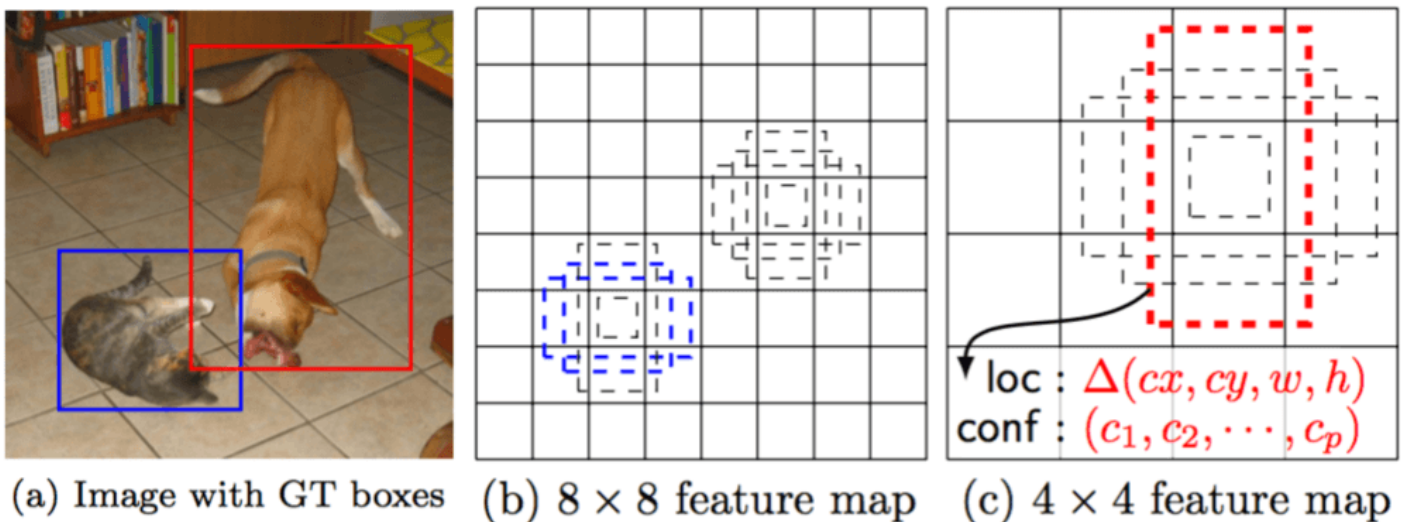 loc : Δ(cx, cy, w, h)
conf : (c₁, c₂, ⋯, cₚ)
(a) Image with GT boxes
(b) 8 × 8 feature map
(c) 4 × 4 feature map